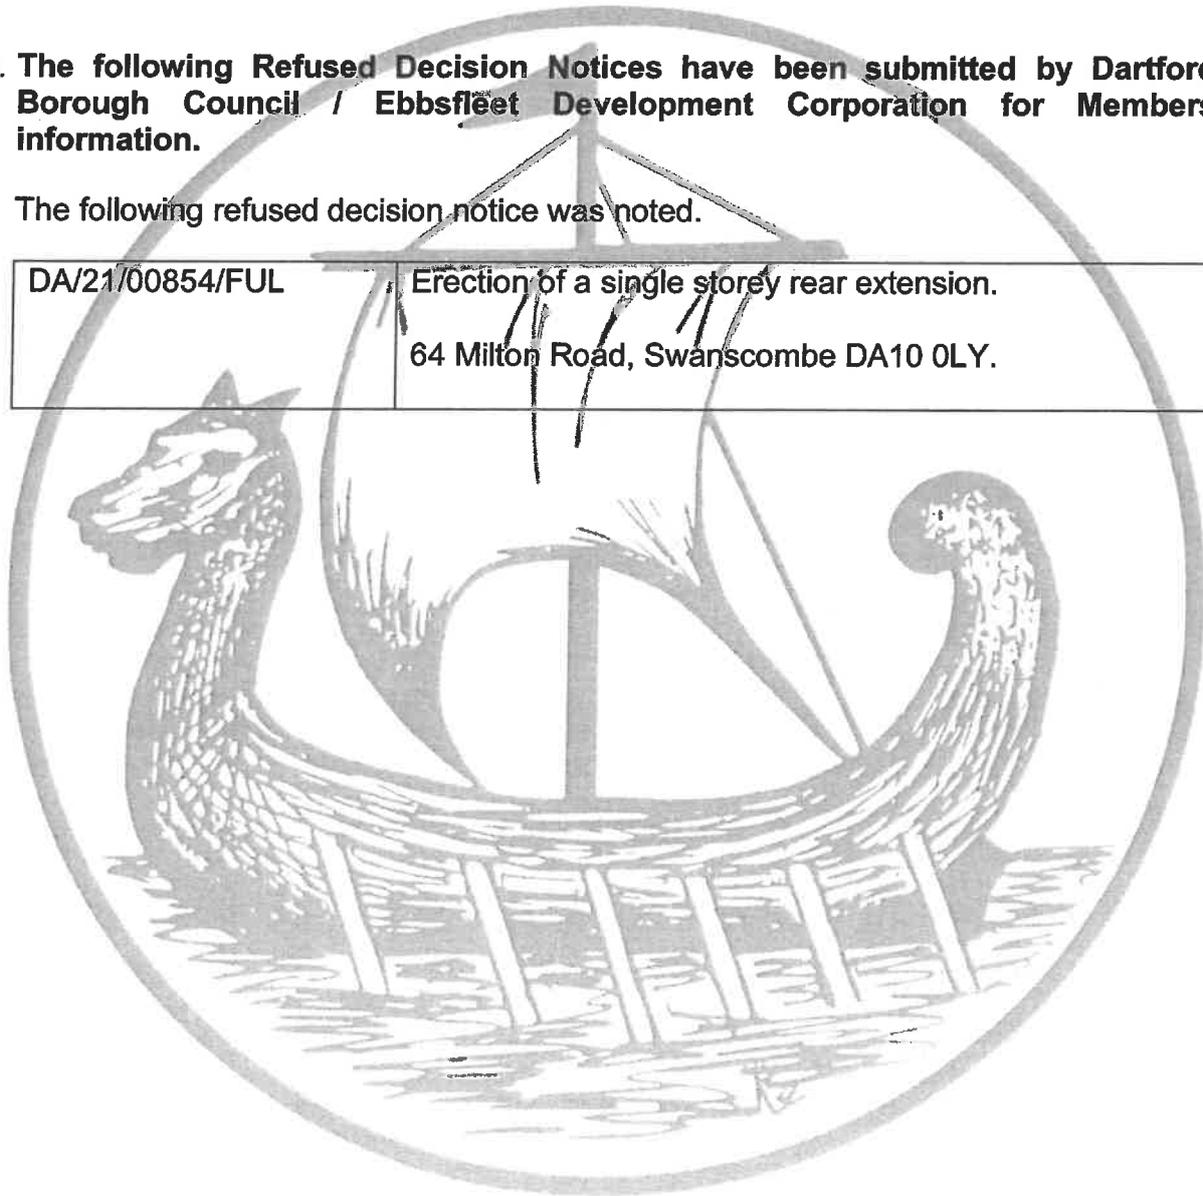 . The following Refused Decision Notices have been submitted by Dartford
Borough Council / Ebbsfleet Development Corporation for Members
information.
The following refused decision notice was noted.
DA/21/00854/FUL
Erection of a single storey rear extension.
64 Milton Road, Swanscombe DA10 0LY.